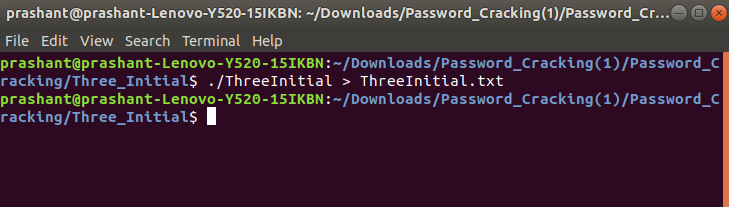 prashant@prashant-Lenovo-Y520-15IKBN: ~/Downloads/Password_Cracking(1)/Password_Cr...
File Edit View Search Terminal Help
prashant@prashant-Lenovo-Y520-15IKBN:~/Downloads/Password_Cracking(1)/Password_C
racking/Three_Initial$ ./ThreeInitial > ThreeInitial.txt
prashant@prashant-Lenovo-Y520-15IKBN:~/Downloads/Password_Cracking(1)/Password_C
racking/Three_Initial$